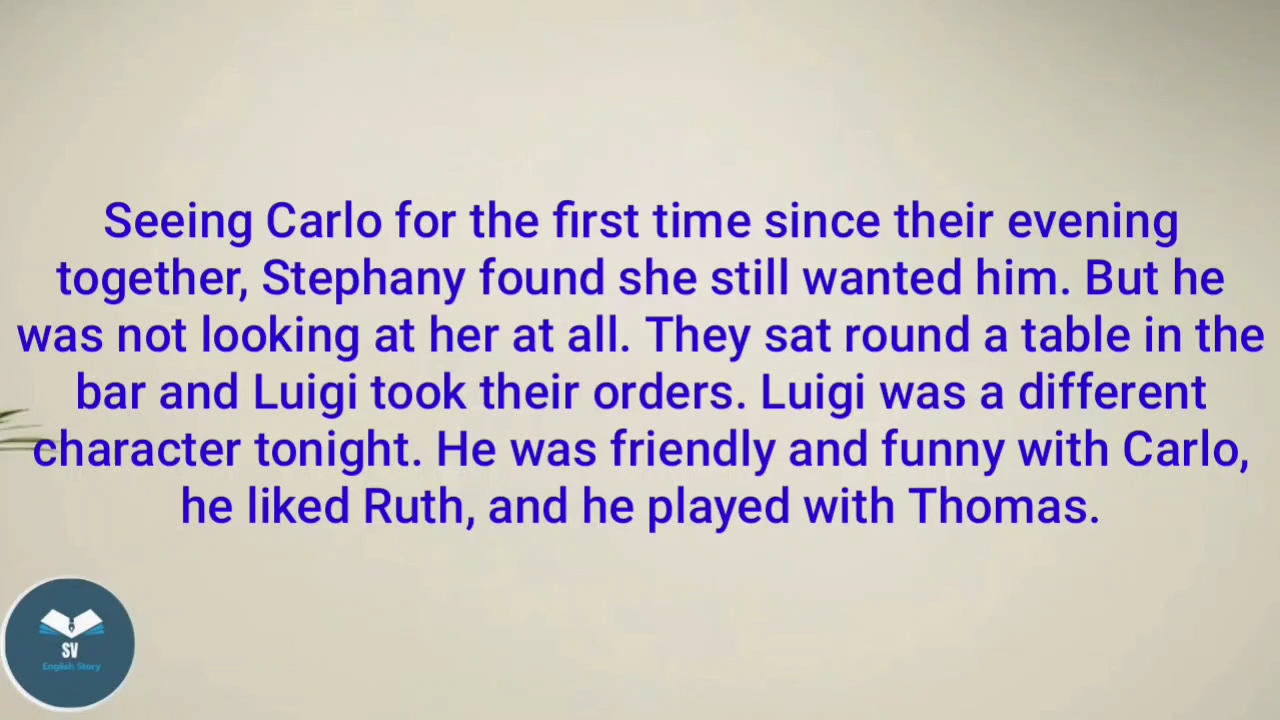 Seeing Carlo for the first time since their evening
together, Stephany found she still wanted him. But he
was not looking at her at all. They sat round a table in the
bar and Luigi took their orders. Luigi was a different
character tonight. He was friendly and funny with Carlo,
he liked Ruth, and he played with Thomas.
SV
English Story